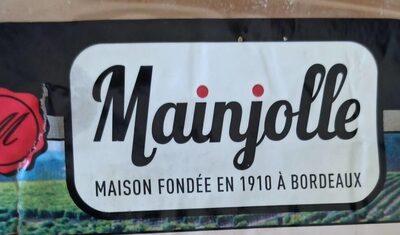 Mainjolle
MAISON FONDÉE EN 1910 À BORDEAUX
M